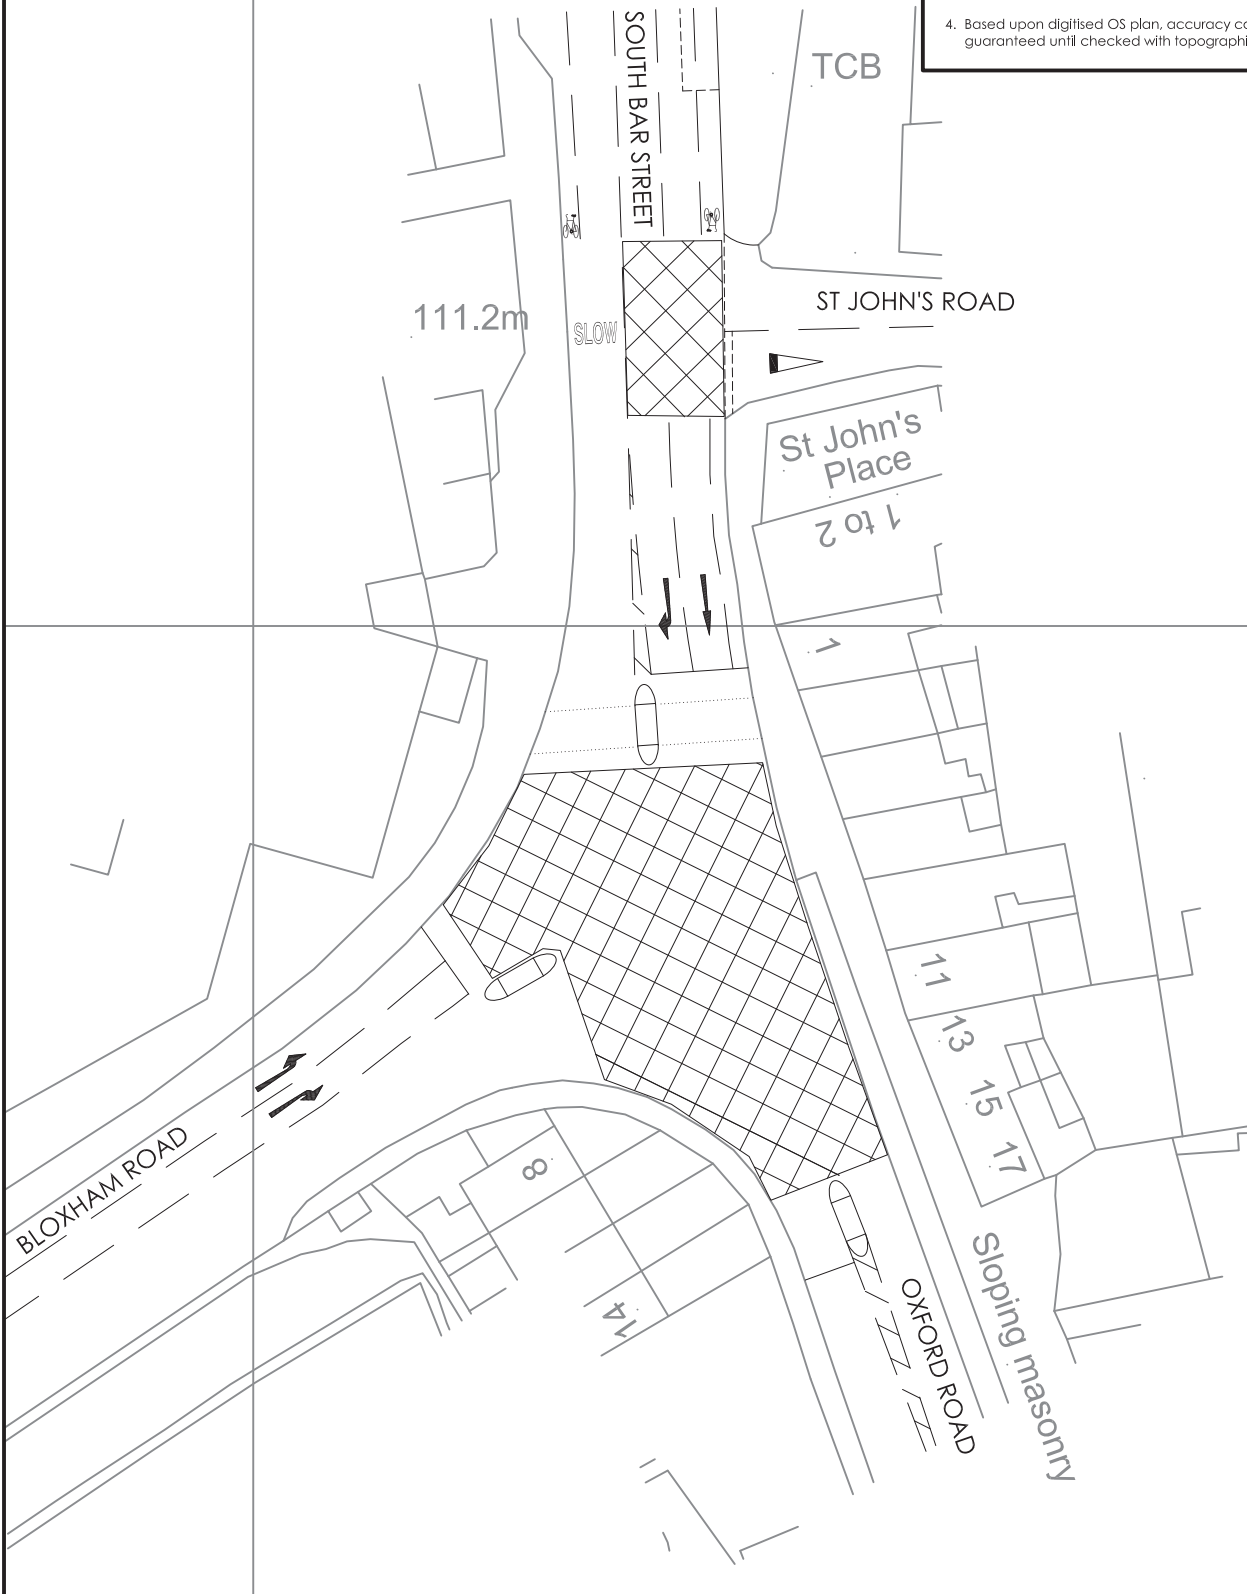 4. Based upon digitised OS plan, accuracy
guaranteed until checked with
SOUTH BAR STREET
TCB
ST JOHN'S ROAD
111.2m
SLOW
St John's
Place
1 to 2
1
11
13
15
17
8
14
BLOXHAM ROAD
OXFORD ROAD
Sloping masonry